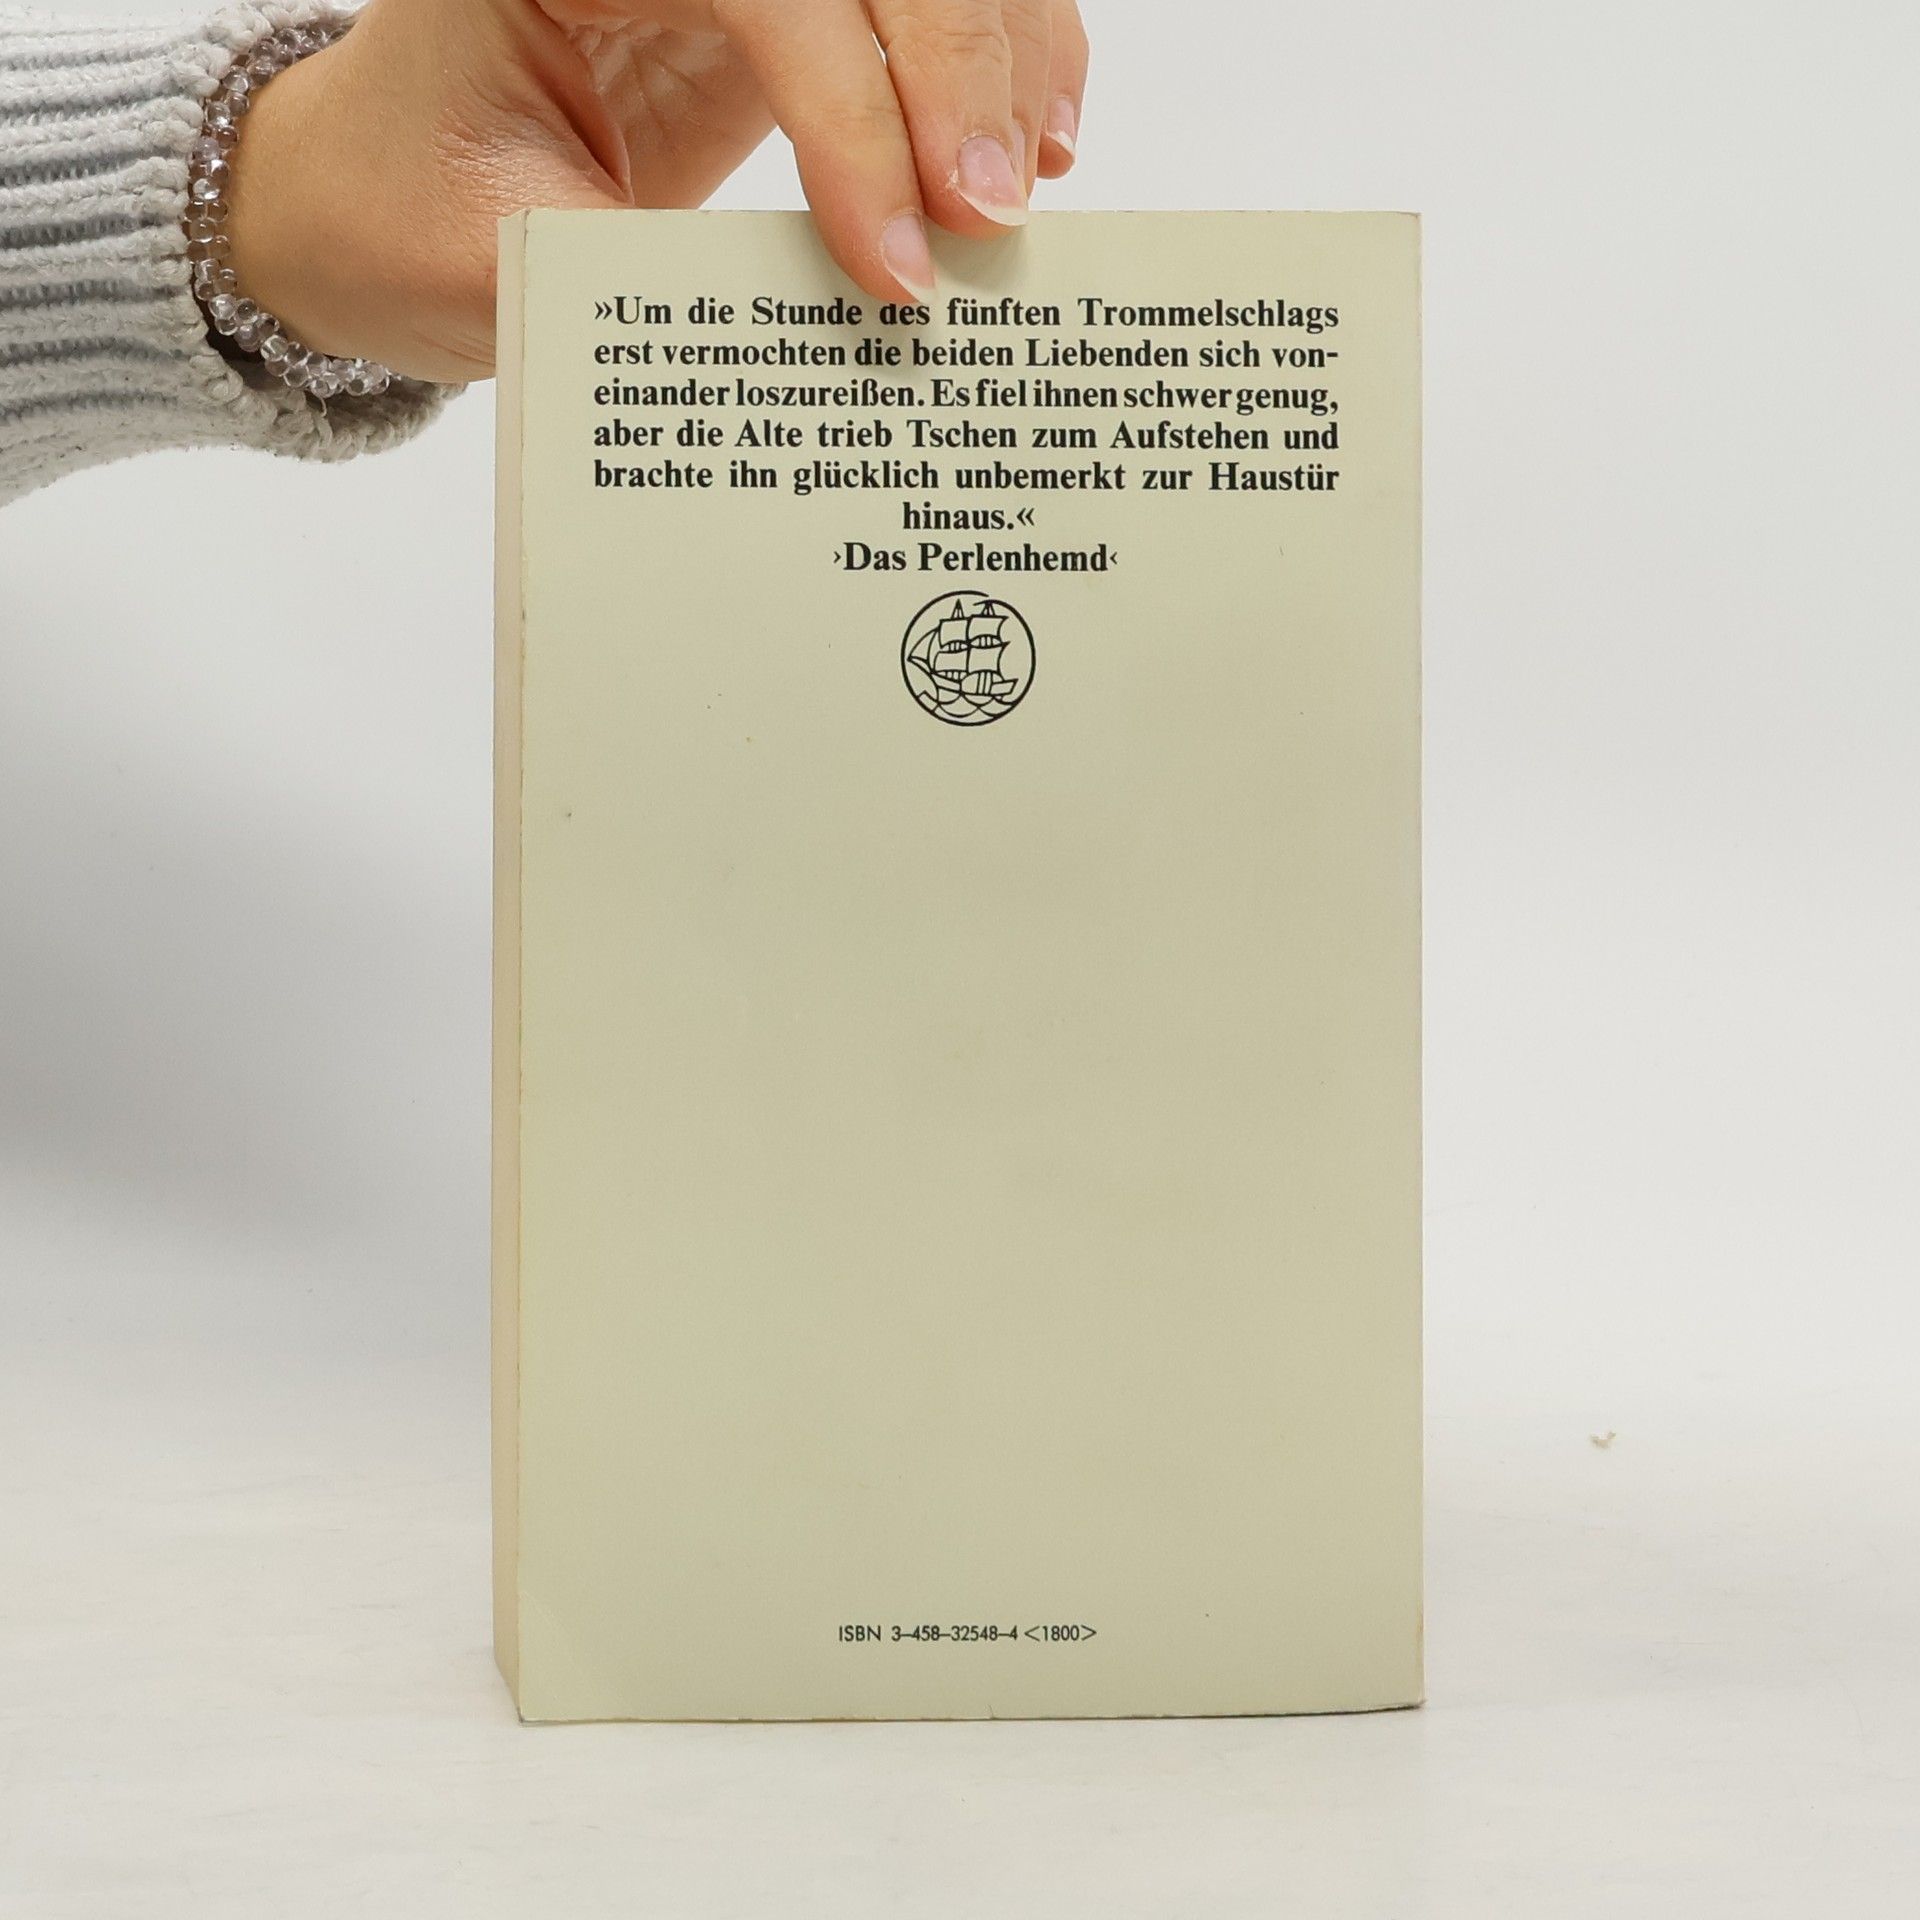 »Um die Stunde des fünften Trommelschlags
erst vermochten die beiden Liebenden sich von-
einander loszureißen. Es fiel ihnen schwer genug,
aber die Alte trieb Tschen zum Aufstehen und
brachte ihn glücklich unbemerkt zur Haustür
hinaus.«
›Das Perlenhemd‹
ISBN 3-458-32548-4 <1800>